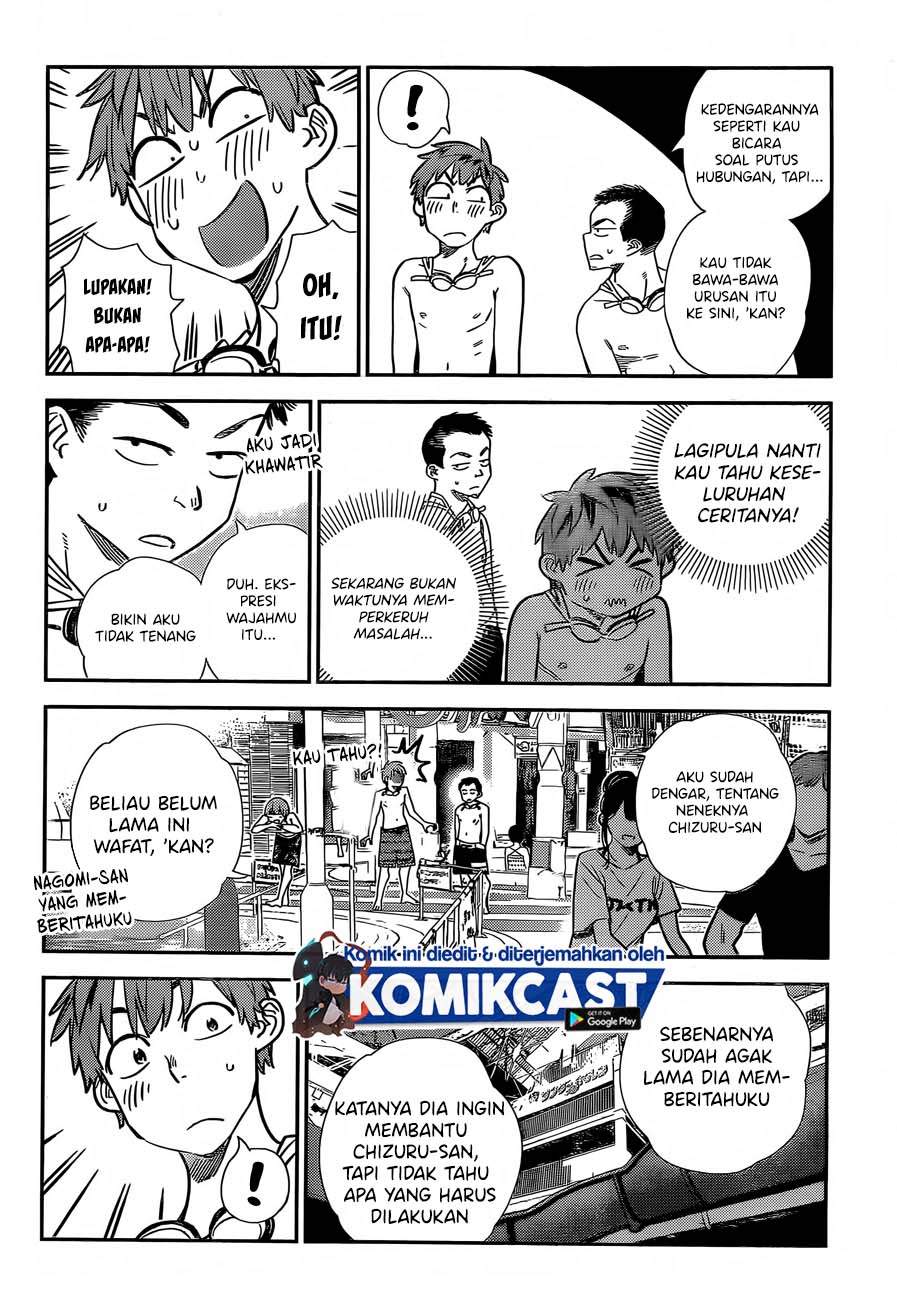 KEDENGARANNYA
SEPERTI KAU
BICARA
SOAL PUTUS
HUBUNGAN, TAPI...
KAU TIDAK
BAWA-BAWA
URUSAN ITU
KE SINI, 'KAN?
!
OH,
ITU!
LUPAKAN!
BUKAN
APA-APA!
LAGIPULA NANTI
KAU TAHU KESE-
LURUHAN
CERITANYA!
SEKARANG BUKAN
WAKTUNYA MEM-
PERKERUH
MASALAH...
AKU JADI
KHAWATIR
DUH. EKS-
PRESI
WAJAHMU
ITU...
BIKIN AKU
TIDAK TENANG
AKU SUDAH
DENGAR, TENTANG
NENEKNYA
CHIZURU-SAN
KAU TAHU?!
BELIAU BELUM
LAMA INI
WAFAT, 'KAN?
NAGOMI-SAN
YANG MEM-
BERITAHUKU
Komik ini diedit & diterjemahkan oleh
KOMIKCAST
GET IT ON
Google Play
SEBENARNYA
SUDAH AGAK
LAMA DIA MEM-
BERITAHUKU
KATANYA DIA INGIN
MEMBANTU
CHIZURU-SAN,
TAPI TIDAK TAHU
APA YANG HARUS
DILAKUKAN
!